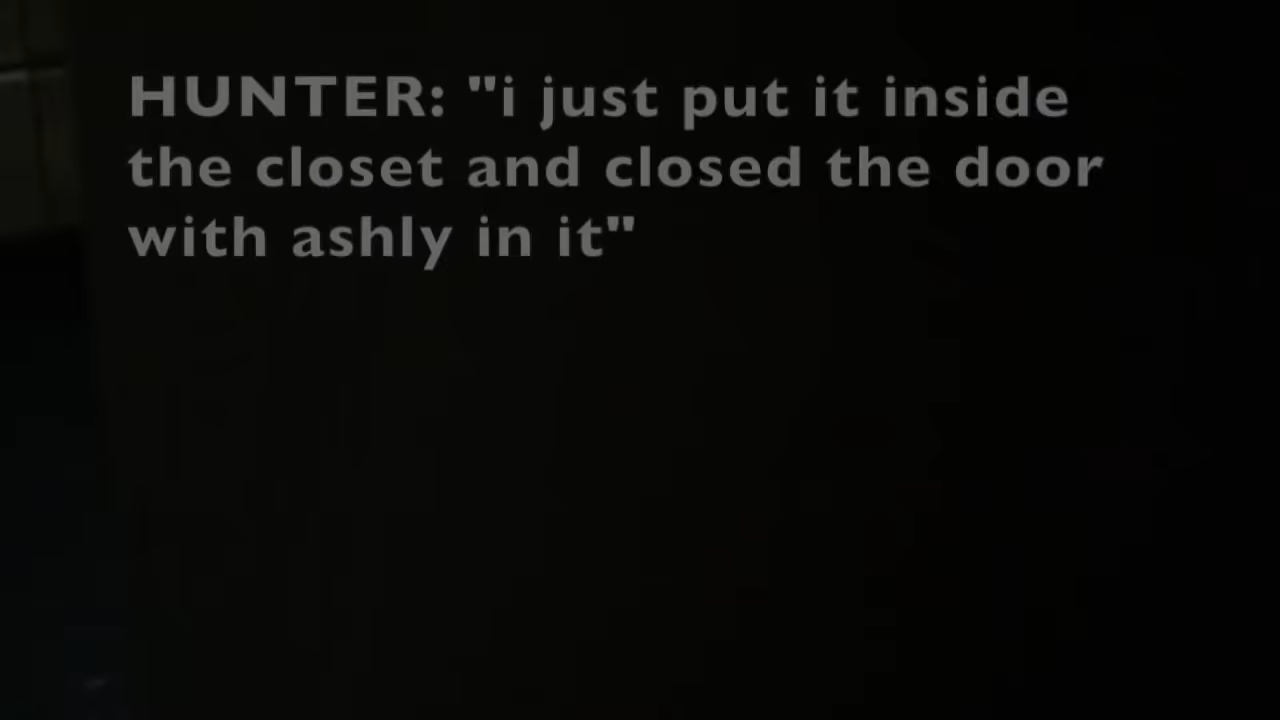 HUNTER: "i just put it inside
the closet and closed the door
with ashly in it"